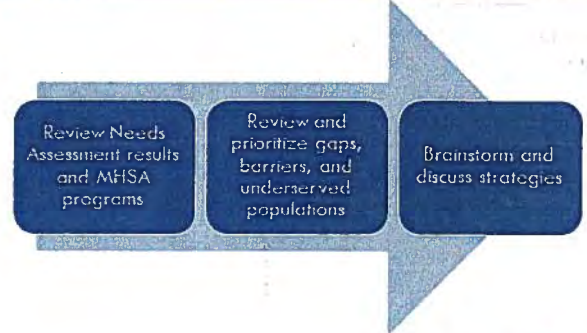 Review Needs
Assessment results
and MHSA
programs
Review and
prioritize gaps,
barriers, and
underserved
populations
Brainstorm and
discuss strategies